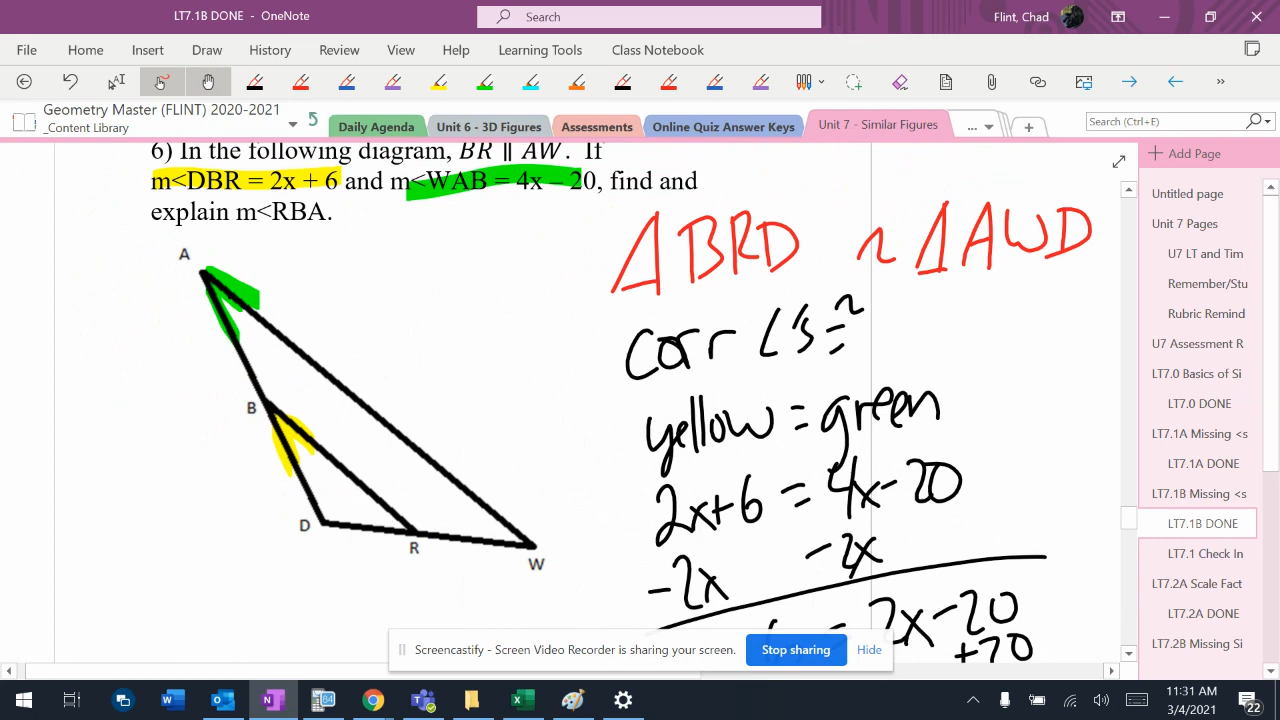 LT7.1B DONE - OneNote
Search
Flint, Chad
File Home Insert Draw History Review View Help Learning Tools Class Notebook
Geometry Master (FLINT) 2020-2021
_Content Library
Daily Agenda
Unit 6 - 3D Figures
Assessments
Online Quiz Answer Keys
Unit 7 - Similar Figures
...
Search (Ctrl+E)
6) In the following diagram, BR ∥ AW. If
m<DBR = 2x + 6 and m<WAB = 4x – 20, find and
explain m<RBA.
A
B
D
R
W
ΔBRD ~ ΔAWD
corr ∠'s ≅
yellow = green
2x+6 = 4x-20
-2x -2x
6 = 2x-20
+20
Add Page
Untitled page
Unit 7 Pages
U7 LT and Tim
Remember/Stu
Rubric Remind
U7 Assessment R
LT7.0 Basics of Si
LT7.0 DONE
LT7.1A Missing <s
LT7.1A DONE
LT7.1B Missing <s
LT7.1B DONE
LT7.1 Check In
LT7.2A Scale Fact
LT7.2A DONE
LT7.2B Missing Si
Screencastify - Screen Video Recorder is sharing your screen.
Stop sharing
Hide
11:31 AM
3/4/2021
22